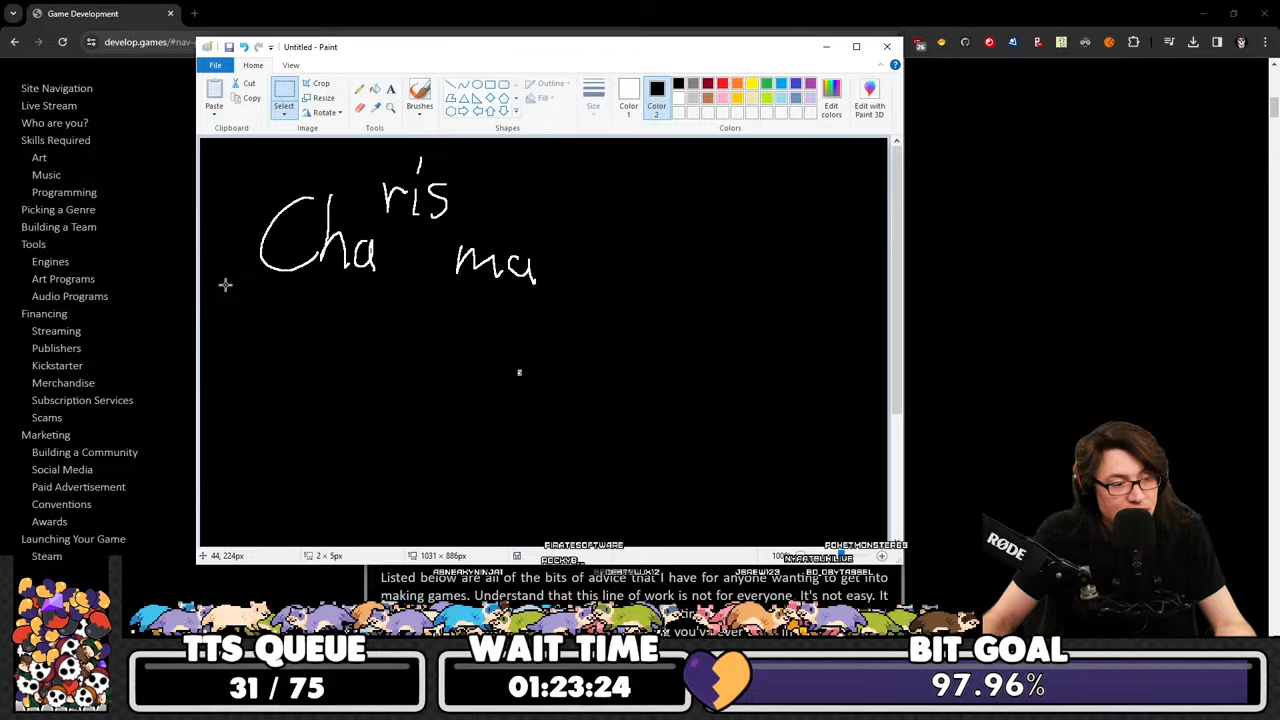 Game Development
develop.games/#nav-
Untitled - Paint
File
Home
View
Paste
Cut
Copy
Clipboard
Select
Crop
Resize
Rotate
Image
Tools
Brushes
Shapes
Outline
Fill
Size
Color 1
Color 2
Edit colors
Edit with Paint 3D
Colors
Site Navigation
Live Stream
Who are you?
Skills Required
Art
Music
Programming
Picking a Genre
Building a Team
Tools
Engines
Art Programs
Audio Programs
Financing
Streaming
Publishers
Kickstarter
Merchandise
Subscription Services
Scams
Marketing
Building a Community
Social Media
Paid Advertisement
Conventions
Awards
Launching Your Game
Steam
Cha
ris
ma
44, 224px
2 × 5px
1031 × 886px
100%
PIRATESOFTWARE
ASNEAKYNINJA1
JBREW123
NYAATSUKILIVE
Listed below are all of the bits of advice that I have for anyone wanting to get into
making games. Understand that this line of work is not for everyone. It's not easy. It
RØDE
TTS QUEUE
31 / 75
WAIT TIME
01:23:24
BIT GOAL
97.96%